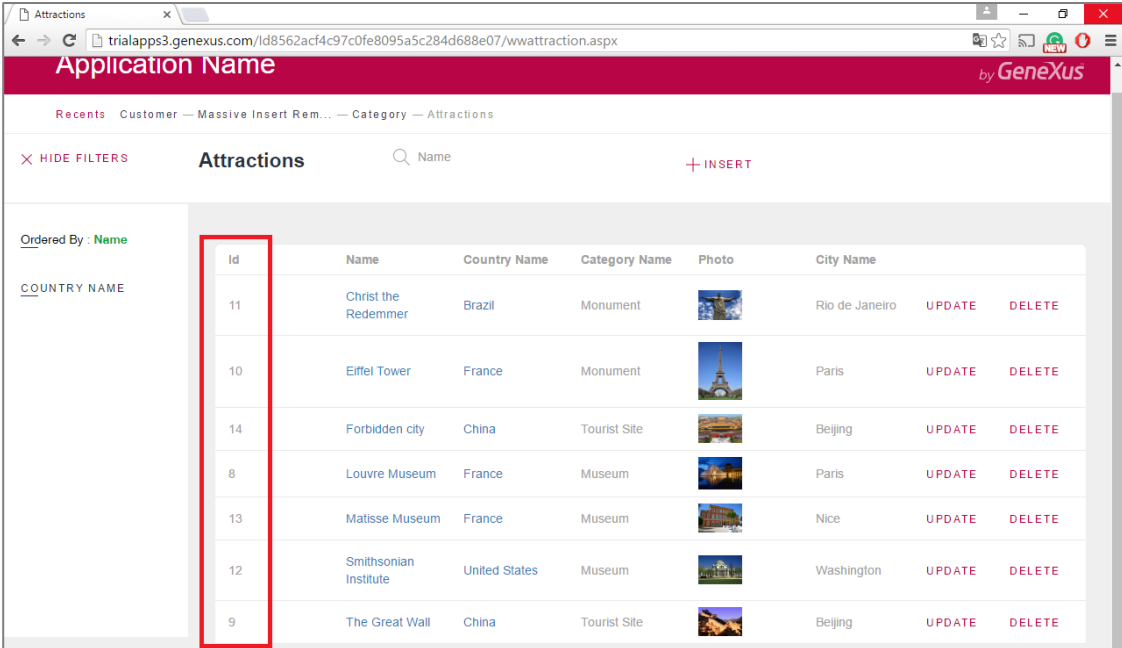 Attractions
trialapps3.genexus.com/Id8562acf4c97c0fe8095a5c284d688e07/wwattraction.aspx
NEW
Application Name
by GeneXus
Recents Customer — Massive Insert Rem... — Category — Attractions
HIDE FILTERS
Attractions
Name
INSERT
Ordered By : Name
COUNTRY NAME
Id Name Country Name Category Name Photo City Name
11 Christ the Redemmer Brazil Monument Rio de Janeiro UPDATE DELETE
10 Eiffel Tower France Monument Paris UPDATE DELETE
14 Forbidden city China Tourist Site Beijing UPDATE DELETE
8 Louvre Museum France Museum Paris UPDATE DELETE
13 Matisse Museum France Museum Nice UPDATE DELETE
12 Smithsonian Institute United States Museum Washington UPDATE DELETE
9 The Great Wall China Tourist Site Beijing UPDATE DELETE